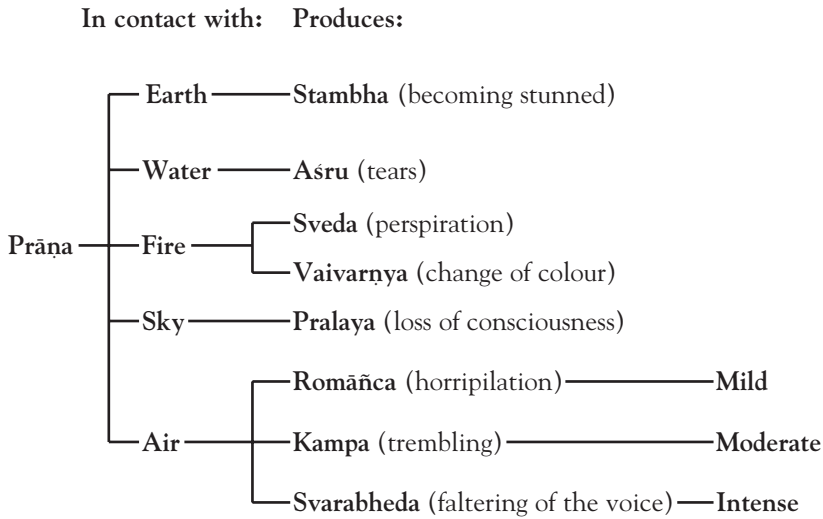 In contact with: Produces:
Earth Stambha (becoming stunned)
Water Aśru (tears)
Sveda (perspiration)
Prāṇa Fire
Vaivarṇya (change of colour)
Sky Pralaya (loss of consciousness)
Romāñca (horripilation) Mild
Air Kampa (trembling) Moderate
Svarabheda (faltering of the voice) Intense